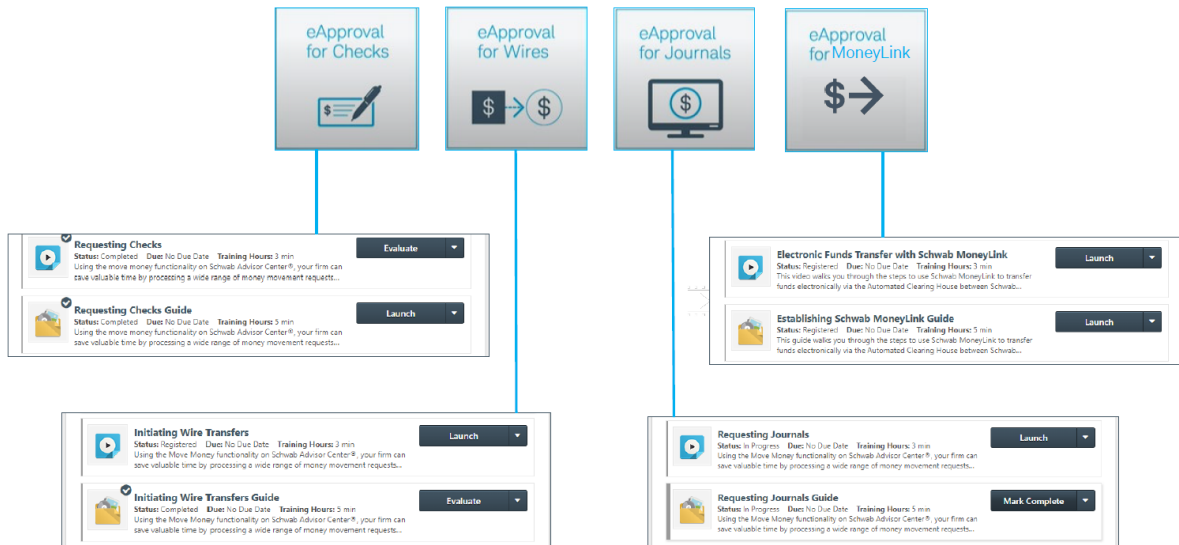 eApproval
for Checks
eApproval
for Wires
eApproval
for Journals
eApproval
for MoneyLink
Requesting Checks
Status: Completed Due: No Due Date Training Hours: 3 min
Using the move money functionality on Schwab Advisor Center®, your firm can
save valuable time by processing a wide range of money movement requests...
Evaluate
Requesting Checks Guide
Status: Completed Due: No Due Date Training Hours: 5 min
Using the move money functionality on Schwab Advisor Center®, your firm can
save valuable time by processing a wide range of money movement requests...
Launch
Electronic Funds Transfer with Schwab MoneyLink
Status: Registered Due: No Due Date Training Hours: 3 min
This video walks you through the steps to use Schwab MoneyLink to transfer
funds electronically via the Automated Clearing House between Schwab...
Launch
Establishing Schwab MoneyLink Guide
Status: Registered Due: No Due Date Training Hours: 5 min
This guide walks you through the steps to use Schwab MoneyLink to transfer
funds electronically via the Automated Clearing House between Schwab...
Launch
Initiating Wire Transfers
Status: Registered Due: No Due Date Training Hours: 3 min
Using the Move Money functionality on Schwab Advisor Center®, your firm can
save valuable time by processing a wide range of money movement requests...
Launch
Initiating Wire Transfers Guide
Status: Completed Due: No Due Date Training Hours: 5 min
Using the Move Money functionality on Schwab Advisor Center®, your firm can
save valuable time by processing a wide range of money movement requests...
Evaluate
Requesting Journals
Status: In Progress Due: No Due Date Training Hours: 3 min
Using the Move Money functionality on Schwab Advisor Center®, your firm can
save valuable time by processing a wide range of money movement requests...
Launch
Requesting Journals Guide
Status: In Progress Due: No Due Date Training Hours: 5 min
Using the Move Money functionality on Schwab Advisor Center®, your firm can
save valuable time by processing a wide range of money movement requests...
Mark Complete